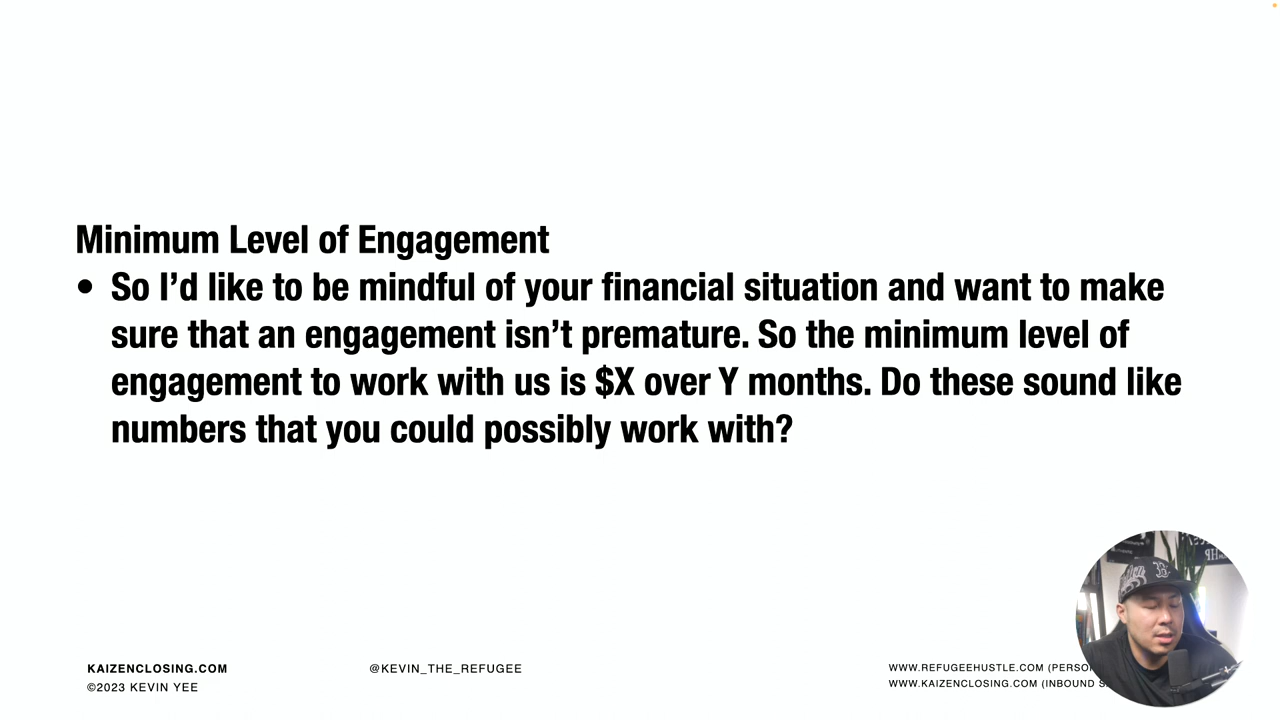 Minimum Level of Engagement
• So I’d like to be mindful of your financial situation and want to make
sure that an engagement isn’t premature. So the minimum level of
engagement to work with us is $X over Y months. Do these sound like
numbers that you could possibly work with?
KAIZENCLOSING.COM
©2023 KEVIN YEE
@KEVIN_THE_REFUGEE
WWW.REFUGEEHUSTLE.COM
WWW.KAIZENCLOSING.COM (INBOUND